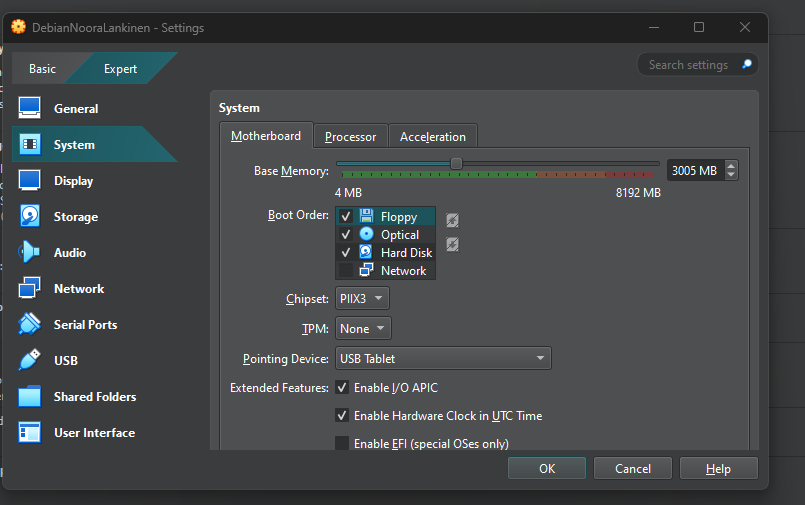 DebianNooraLankinen - Settings
Basic
Expert
Search settings
General
System
Display
Storage
Audio
Network
Serial Ports
USB
Shared Folders
User Interface
System
Motherboard
Processor
Acceleration
Base Memory:
3005 MB
4 MB
8192 MB
Boot Order:
Floppy
Optical
Hard Disk
Network
Chipset:
PIIX3
TPM:
None
Pointing Device:
USB Tablet
Extended Features:
Enable I/O APIC
Enable Hardware Clock in UTC Time
Enable EFI (special OSes only)
OK
Cancel
Help